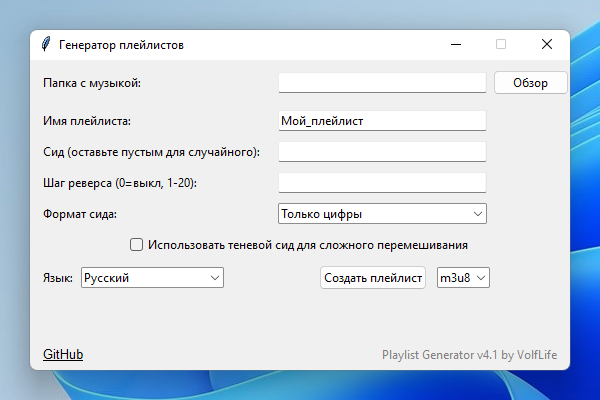 Генератор плейлистов
Папка с музыкой: Обзор
Имя плейлиста: Мой_плейлист
Сид (оставьте пустым для случайного):
Шаг реверса (0=выкл, 1-20):
Формат сида: Только цифры
Использовать теневой сид для сложного перемешивания
Язык: Русский Создать плейлист m3u8
GitHub Playlist Generator v4.1 by VolfLife